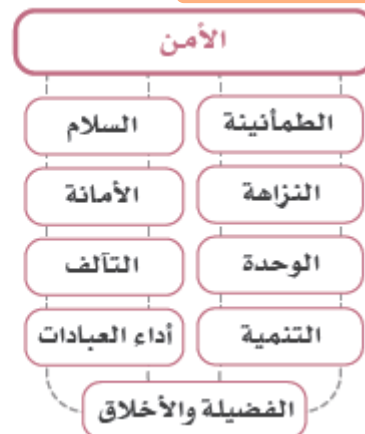 الأمن
الطمأنينة
السلام
النزاهة
الأمانة
الوحدة
التآلف
التنمية
أداء العبادات
الفضيلة والأخلاق